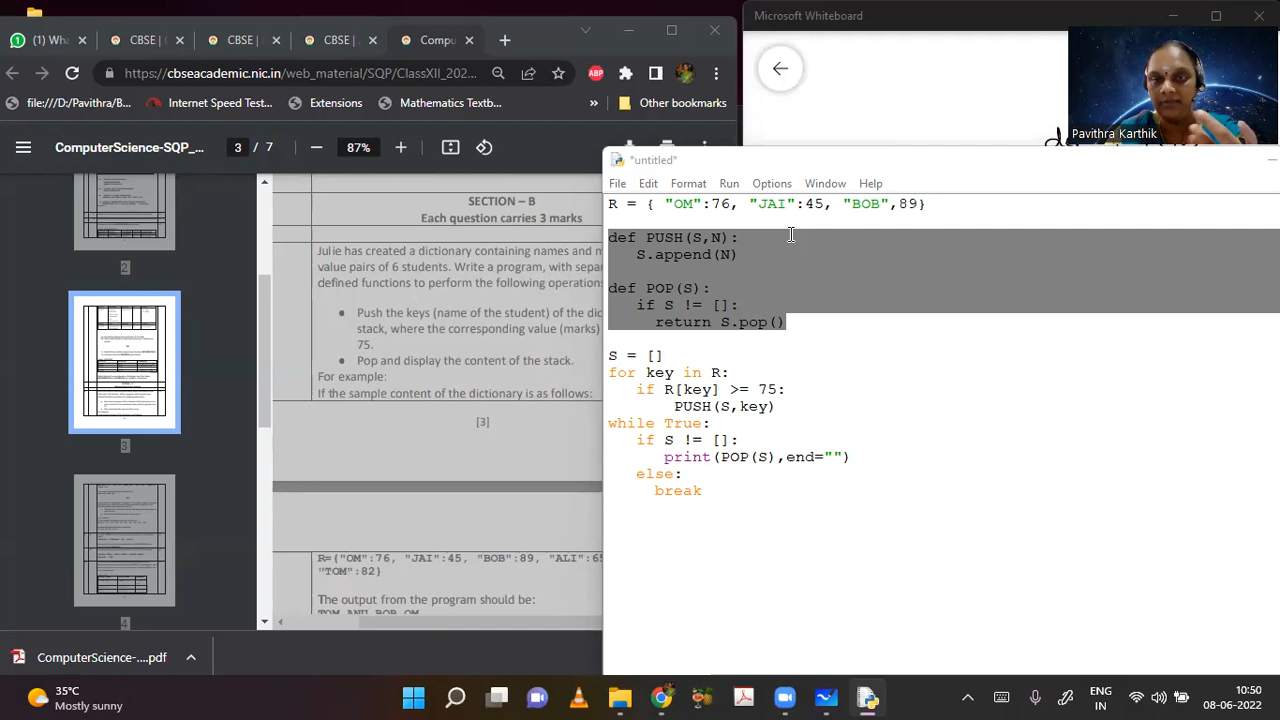 Microsoft Whiteboard
(1) Wha
CBSE |
CBSE |
CBSE |
Compu
https://cbseacademic.nic.in/web_material/SQP/ClassXII_202...
ABP
Internet Speed Test...
Extensions
Mathematics Textb...
»
Other bookmarks
Pavithra Karthik
ComputerScience-SQP_...
3 / 7
87%
*untitled*
File Edit Format Run Options Window Help
R = { "OM":76, "JAI":45, "BOB",89}
def PUSH(S,N):
S.append(N)
def POP(S):
if S != []:
return S.pop()
S = []
for key in R:
if R[key] >= 75:
PUSH(S,key)
while True:
if S != []:
print(POP(S),end="")
else:
break
2
3
4
SECTION – B
Each question carries 3 marks
Julie has created a dictionary containing names and m
value pairs of 6 students. Write a program, with separ
defined functions to perform the following operation
● Push the keys (name of the student) of the dic
stack, where the corresponding value (marks)
75.
● Pop and display the content of the stack.
For example:
If the sample content of the dictionary is as follows:
[3]
R={"OM":76, "JAI":45, "BOB":89, "ALI":65
"TOM":82}
The output from the program should be:
TOM ANU BOB OM
ComputerScience-....pdf
35°C
Mostly sunny
ENG
IN
10:50
08-06-2022